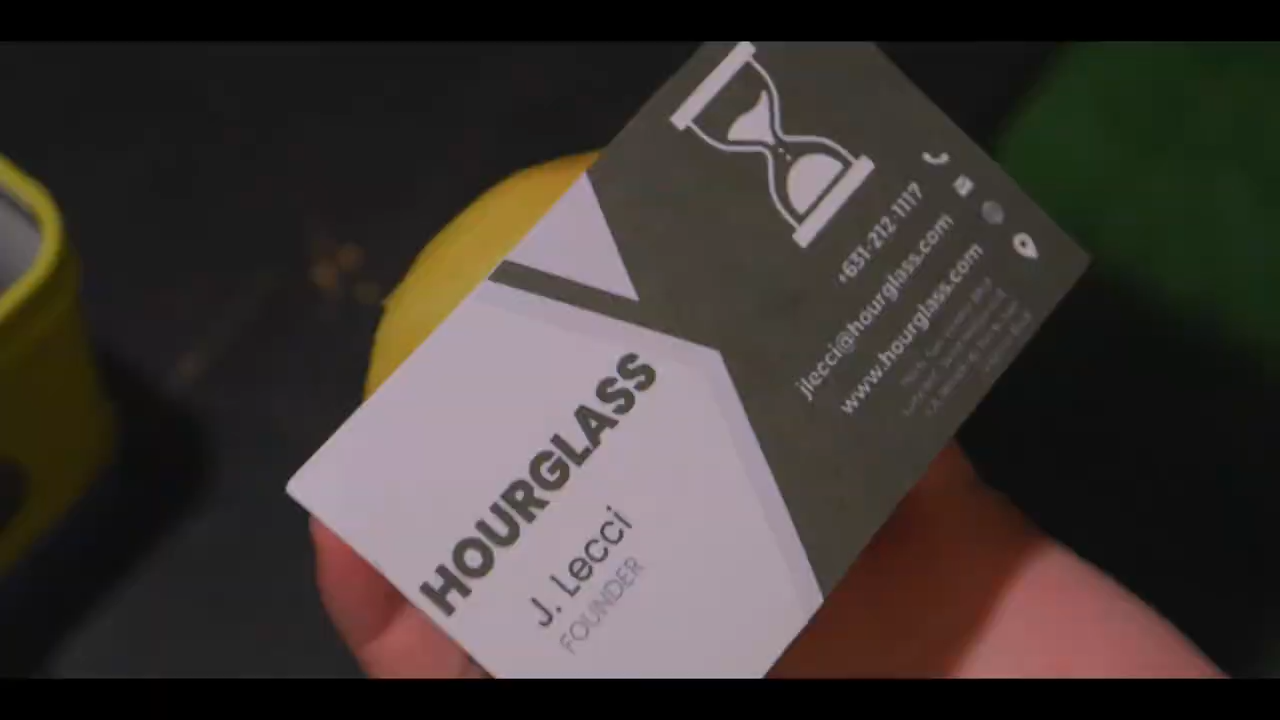 HOURGLASS
J. Lecci
FOUNDER
+631-212-1117
jlecci@hourglass.com
www.hourglass.com